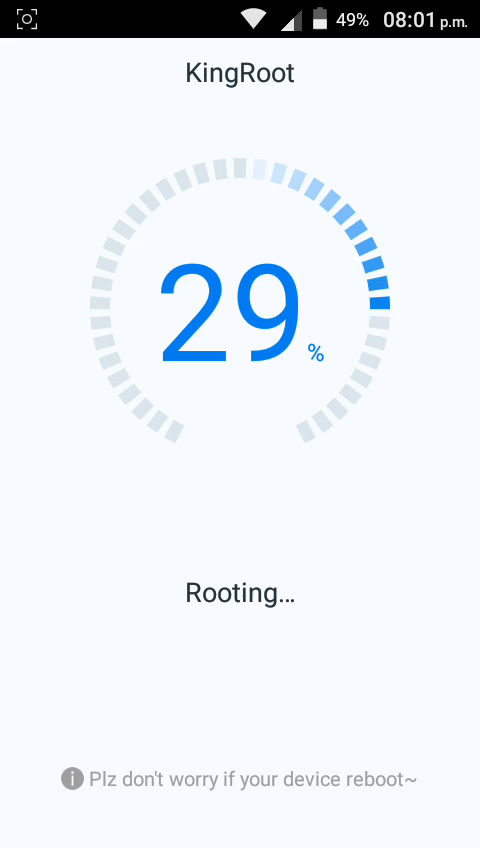 49% 08:01 p.m.
KingRoot
29%
Rooting...
Plz don't worry if your device reboot~